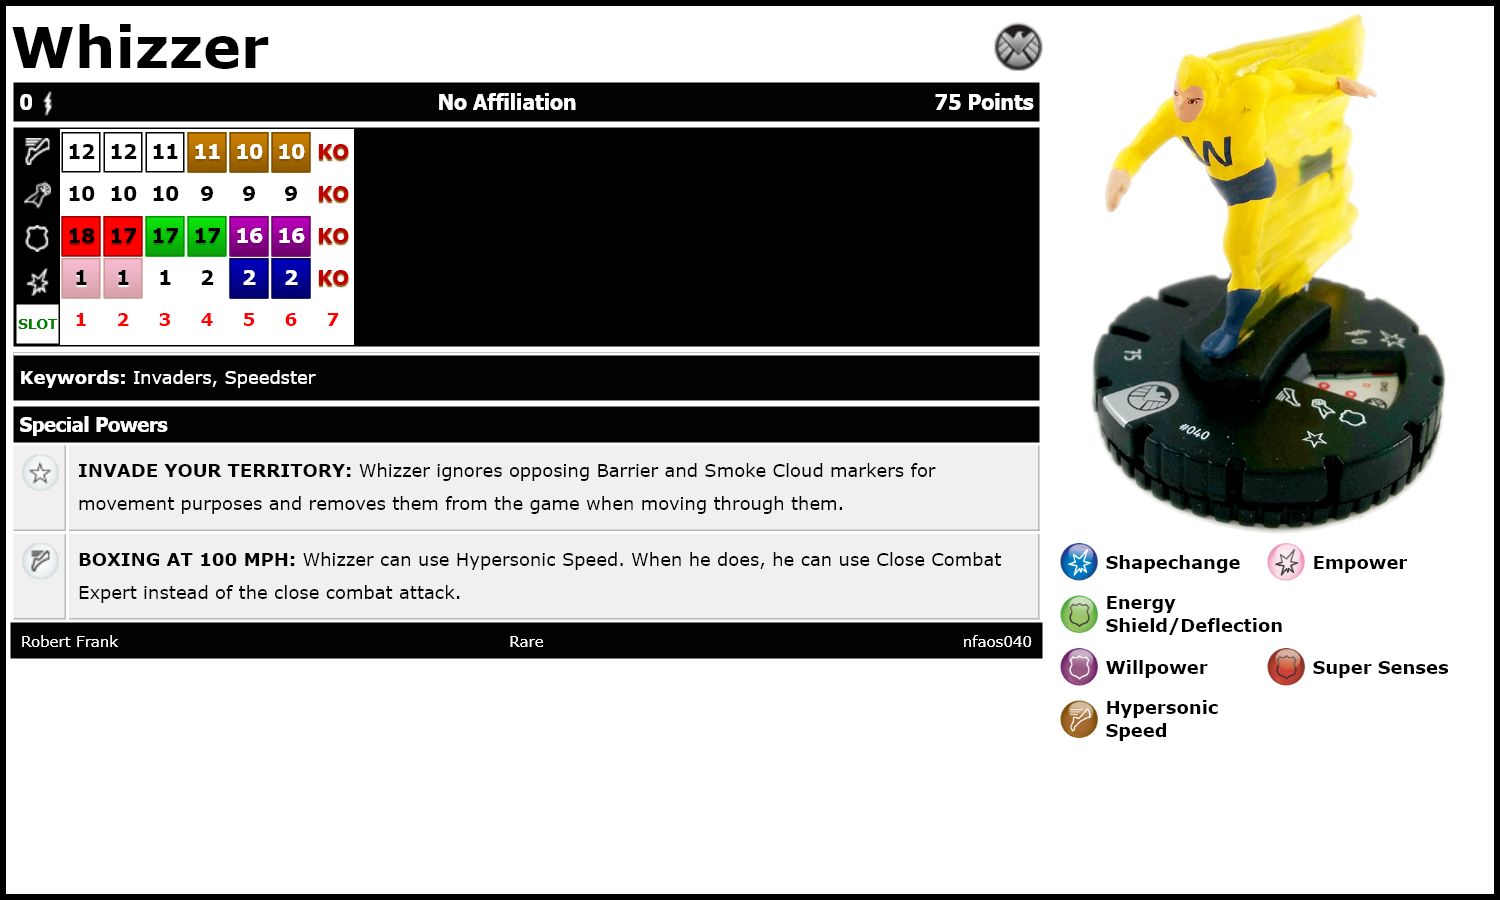 Whizzer
0 No Affiliation 75 Points
12 12 11 11 10 10 KO
10 10 10 9 9 9 KO
18 17 17 17 16 16 KO
1 1 1 2 2 2 KO
SLOT 1 2 3 4 5 6 7
Keywords: Invaders, Speedster
Special Powers
INVADE YOUR TERRITORY: Whizzer ignores opposing Barrier and Smoke Cloud markers for
movement purposes and removes them from the game when moving through them.
BOXING AT 100 MPH: Whizzer can use Hypersonic Speed. When he does, he can use Close Combat
Expert instead of the close combat attack.
Robert Frank Rare nfaos040
W
75
0
#040
Shapechange Empower
Energy
Shield/Deflection
Willpower Super Senses
Hypersonic
Speed